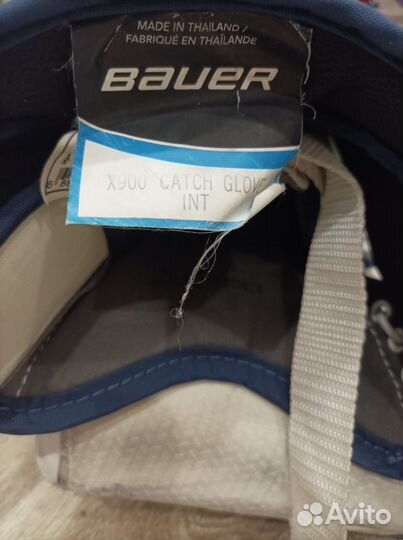 MADE IN THAILAND /
FABRIQUÉ EN THAÏLANDE
BAUER
X900 CATCH GLOVE
INT
Avito